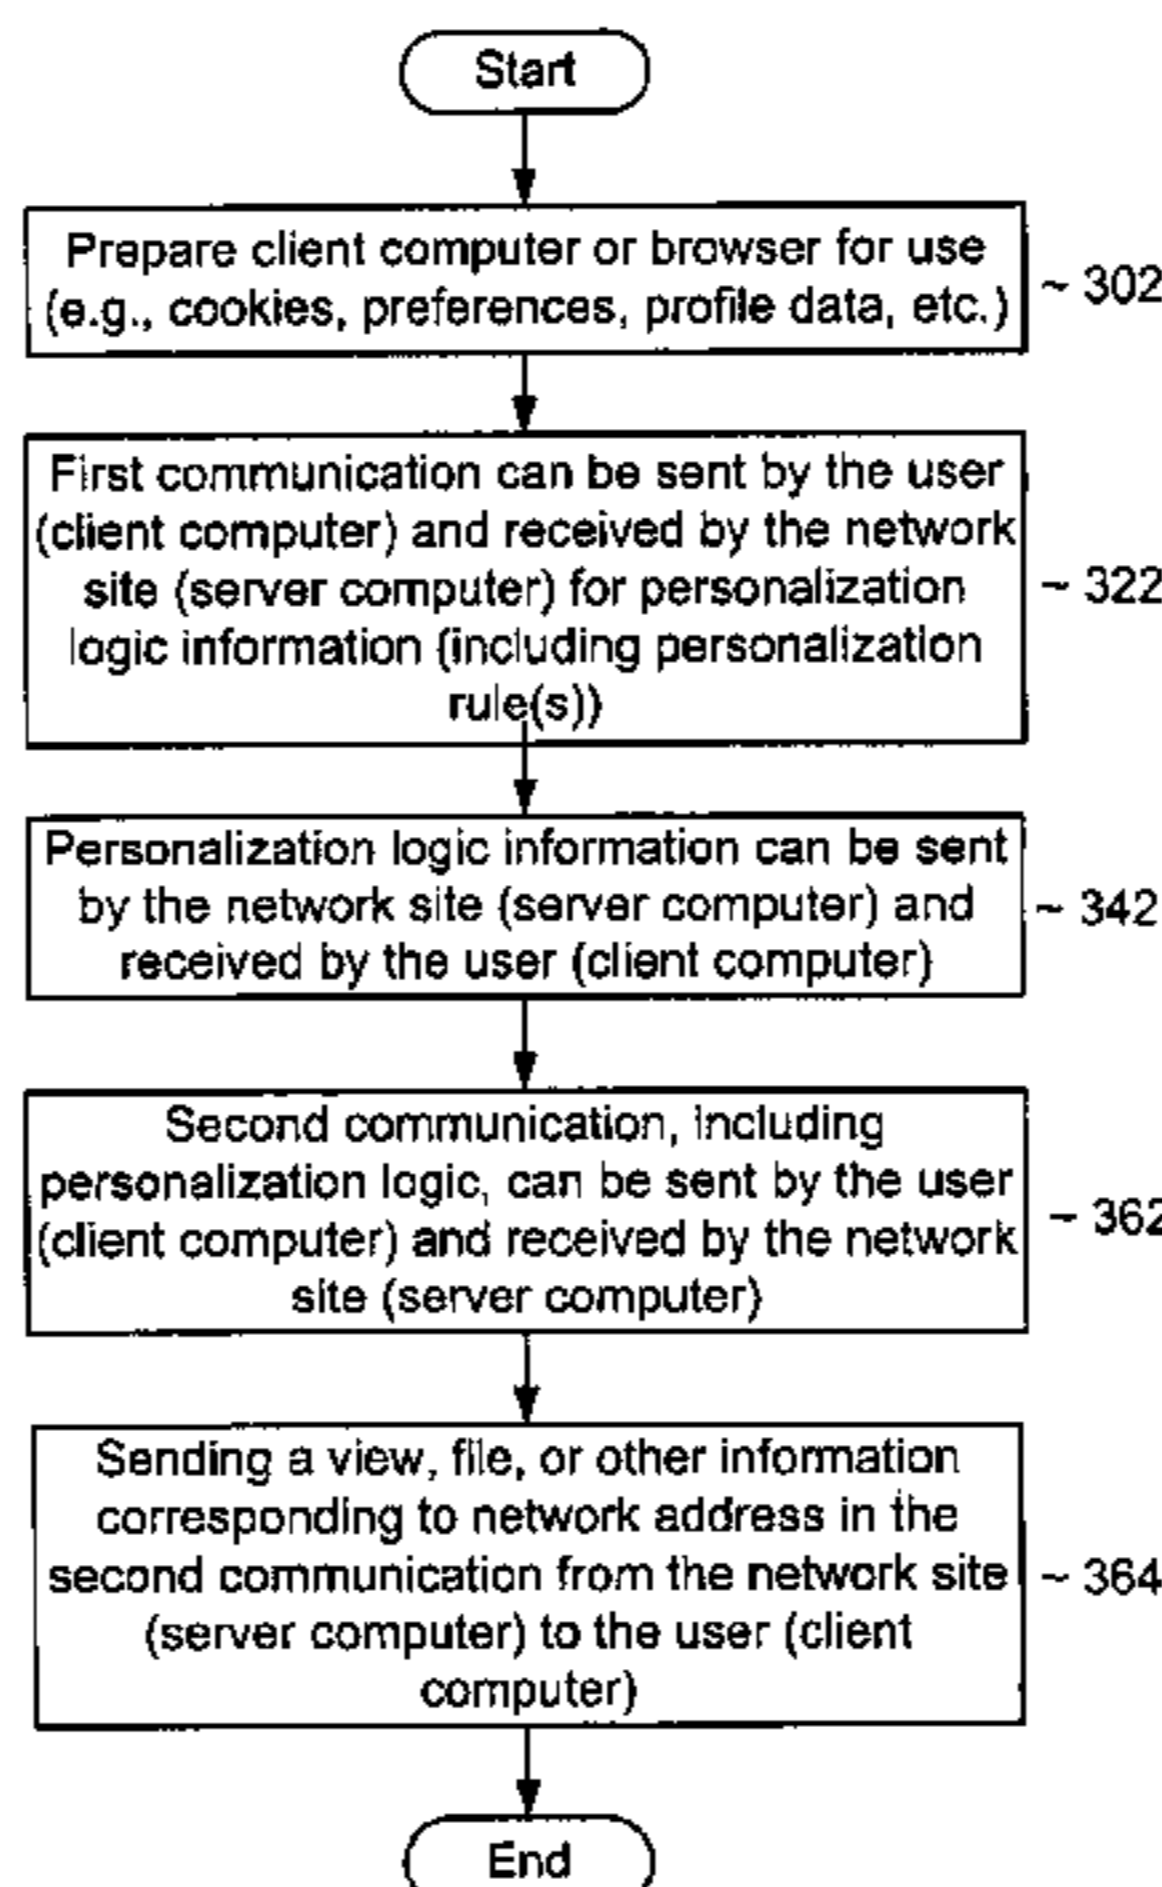 Start
Prepare client computer or browser for use
(e.g., cookies, preferences, profile data, etc.)
~ 302
First communication can be sent by the user
(client computer) and received by the network
site (server computer) for personalization
logic information (including personalization
rule(s))
~ 322
Personalization logic information can be sent
by the network site (server computer) and
received by the user (client computer)
~ 342
Second communication, including
personalization logic, can be sent by the user
(client computer) and received by the network
site (server computer)
~ 362
Sending a view, file, or other information
corresponding to network address in the
second communication from the network site
(server computer) to the user (client
computer)
~ 364
End